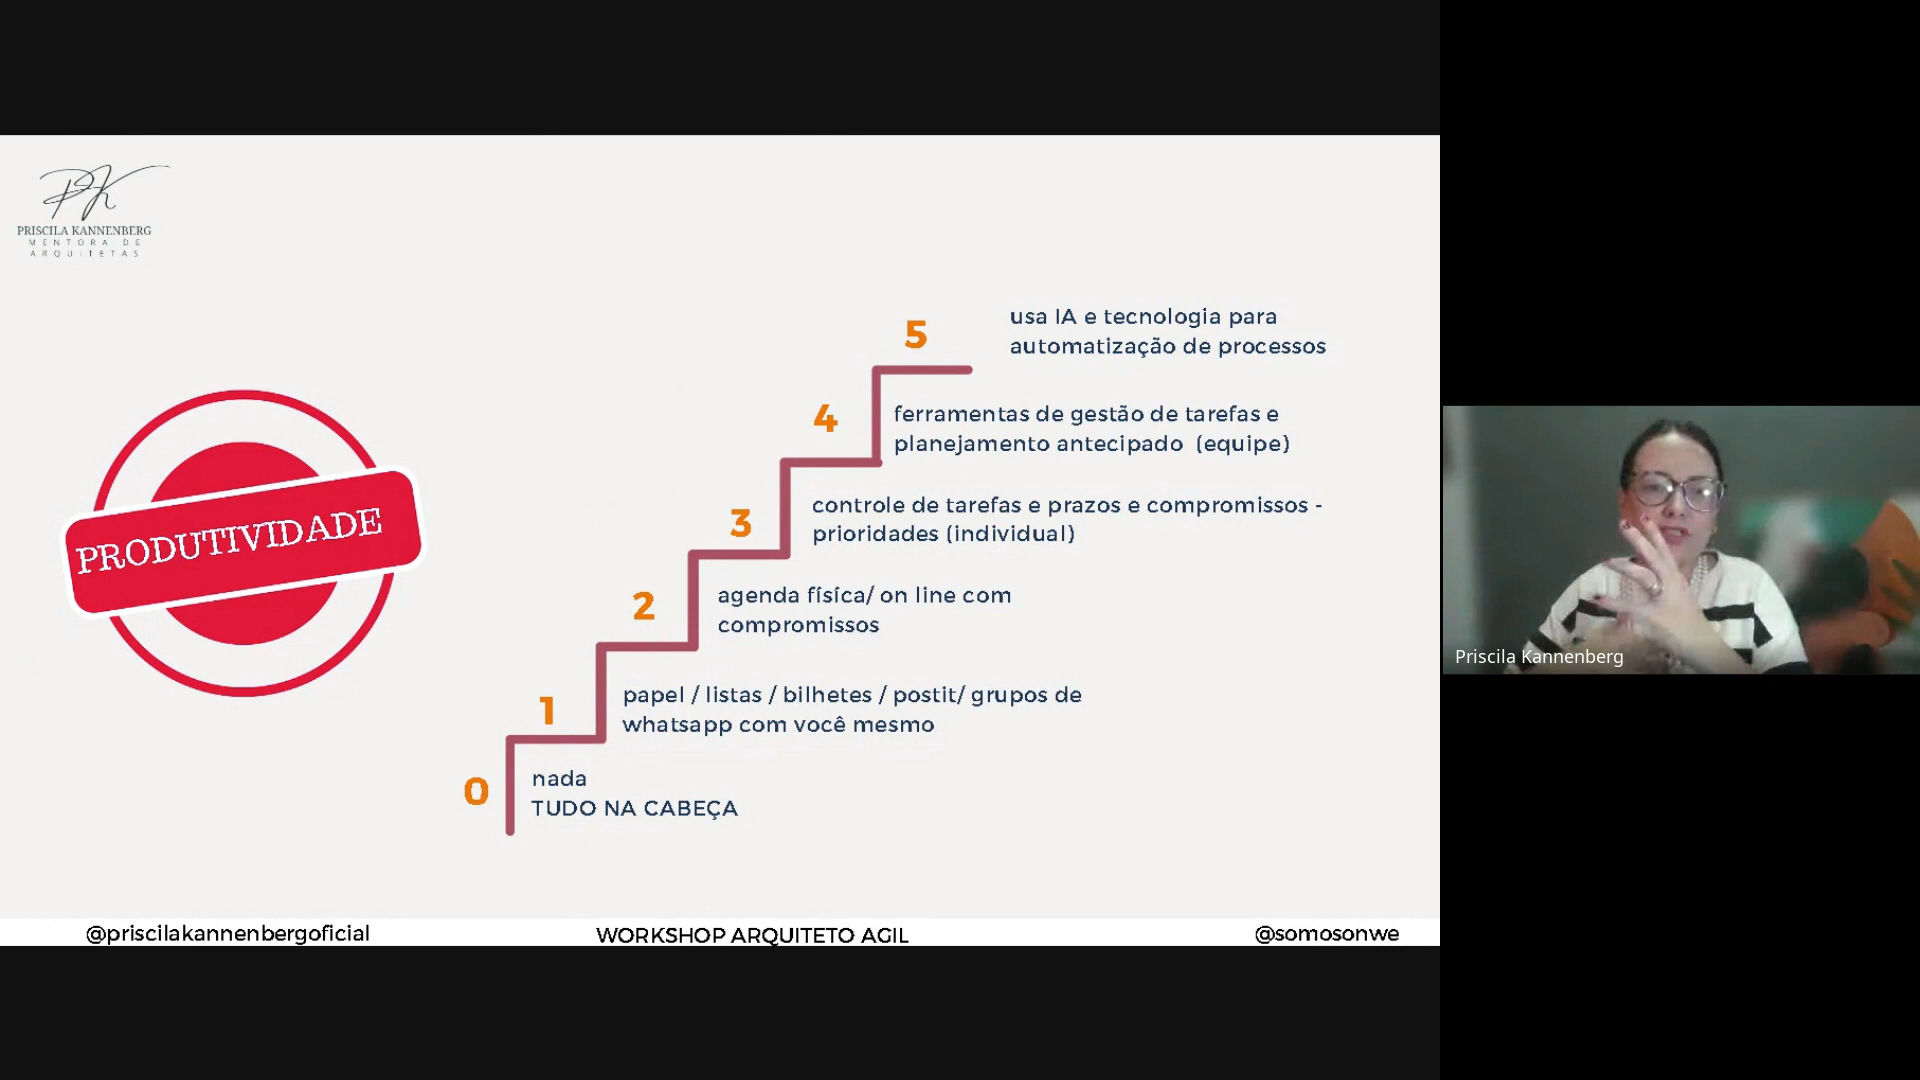 PK
PRISCILA KANNENBERG
MENTORA DE
ARQUITETAS
PRODUTIVIDADE
5
usa IA e tecnologia para
automatização de processos
4
ferramentas de gestão de tarefas e
planejamento antecipado (equipe)
3
controle de tarefas e prazos e compromissos -
prioridades (individual)
2
agenda física/ on line com
compromissos
1
papel / listas / bilhetes / postit/ grupos de
whatsapp com você mesmo
0
nada
TUDO NA CABEÇA
@priscilakannenbergoficial
WORKSHOP ARQUITETO AGIL
@somosonwe
Priscila Kannenberg